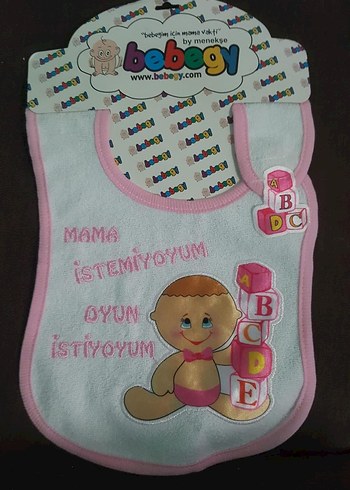 "bebeğim için mama vakti"
by menekşe
bebegy
www.bebegy.com
A
B
D C
MAMA
İSTEMİYOYUM
OYUN
İSTİYOYUM
A
B
C
D
E